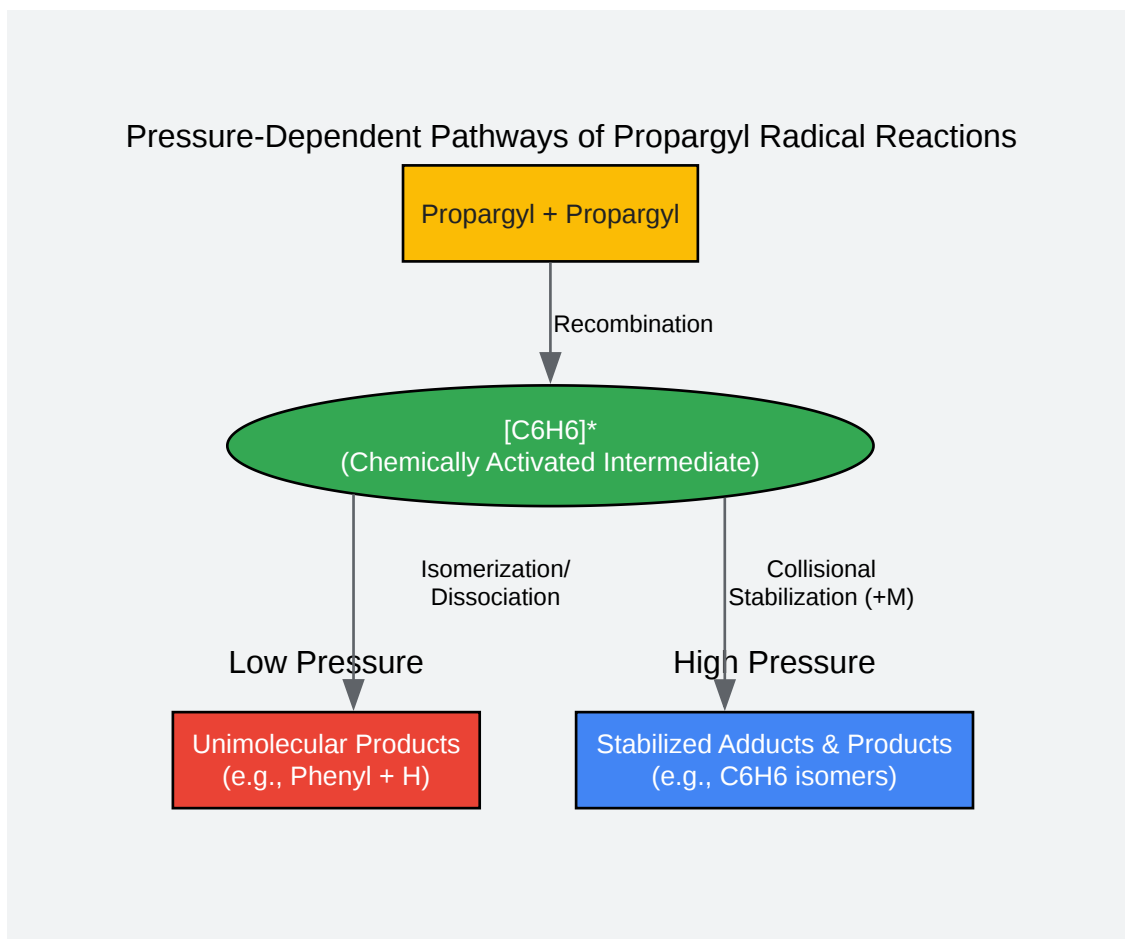 Pressure-Dependent Pathways of Propargyl Radical Reactions
Propargyl + Propargyl
Recombination
[C6H6]*
(Chemically Activated Intermediate)
Isomerization/
Dissociation
Collisional
Stabilization (+M)
Low Pressure
High Pressure
Unimolecular Products
(e.g., Phenyl + H)
Stabilized Adducts & Products
(e.g., C6H6 isomers)